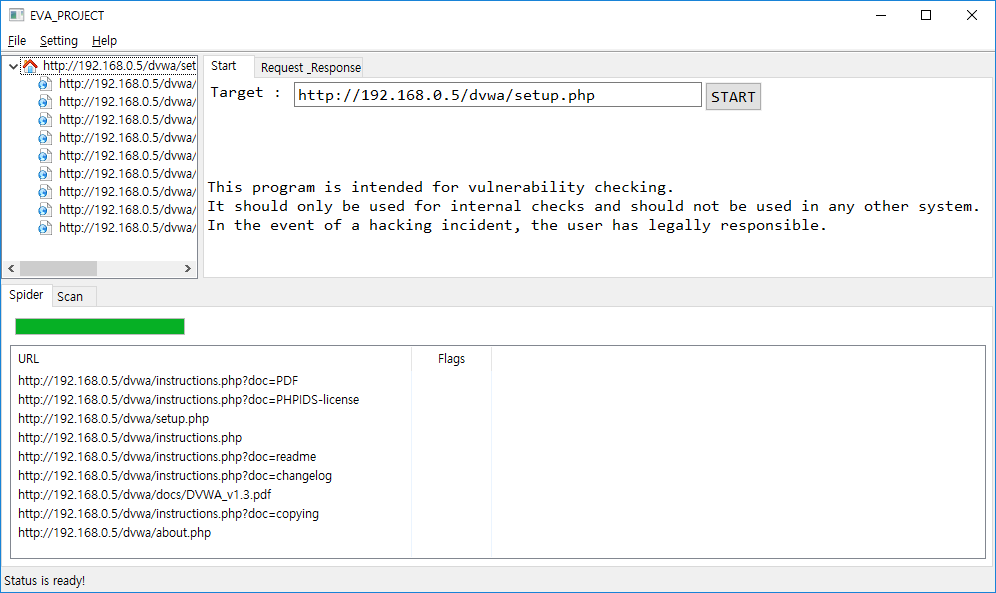 EVA_PROJECT
File Setting Help
http://192.168.0.5/dvwa/set
http://192.168.0.5/dvwa/
http://192.168.0.5/dvwa/
http://192.168.0.5/dvwa/
http://192.168.0.5/dvwa/
http://192.168.0.5/dvwa/
http://192.168.0.5/dvwa/
http://192.168.0.5/dvwa/
http://192.168.0.5/dvwa/
http://192.168.0.5/dvwa/
Start Request _Response
Target : http://192.168.0.5/dvwa/setup.php START
This program is intended for vulnerability checking.
It should only be used for internal checks and should not be used in any other system.
In the event of a hacking incident, the user has legally responsible.
Spider Scan
URL Flags
http://192.168.0.5/dvwa/instructions.php?doc=PDF
http://192.168.0.5/dvwa/instructions.php?doc=PHPIDS-license
http://192.168.0.5/dvwa/setup.php
http://192.168.0.5/dvwa/instructions.php
http://192.168.0.5/dvwa/instructions.php?doc=readme
http://192.168.0.5/dvwa/instructions.php?doc=changelog
http://192.168.0.5/dvwa/docs/DVWA_v1.3.pdf
http://192.168.0.5/dvwa/instructions.php?doc=copying
http://192.168.0.5/dvwa/about.php
Status is ready!